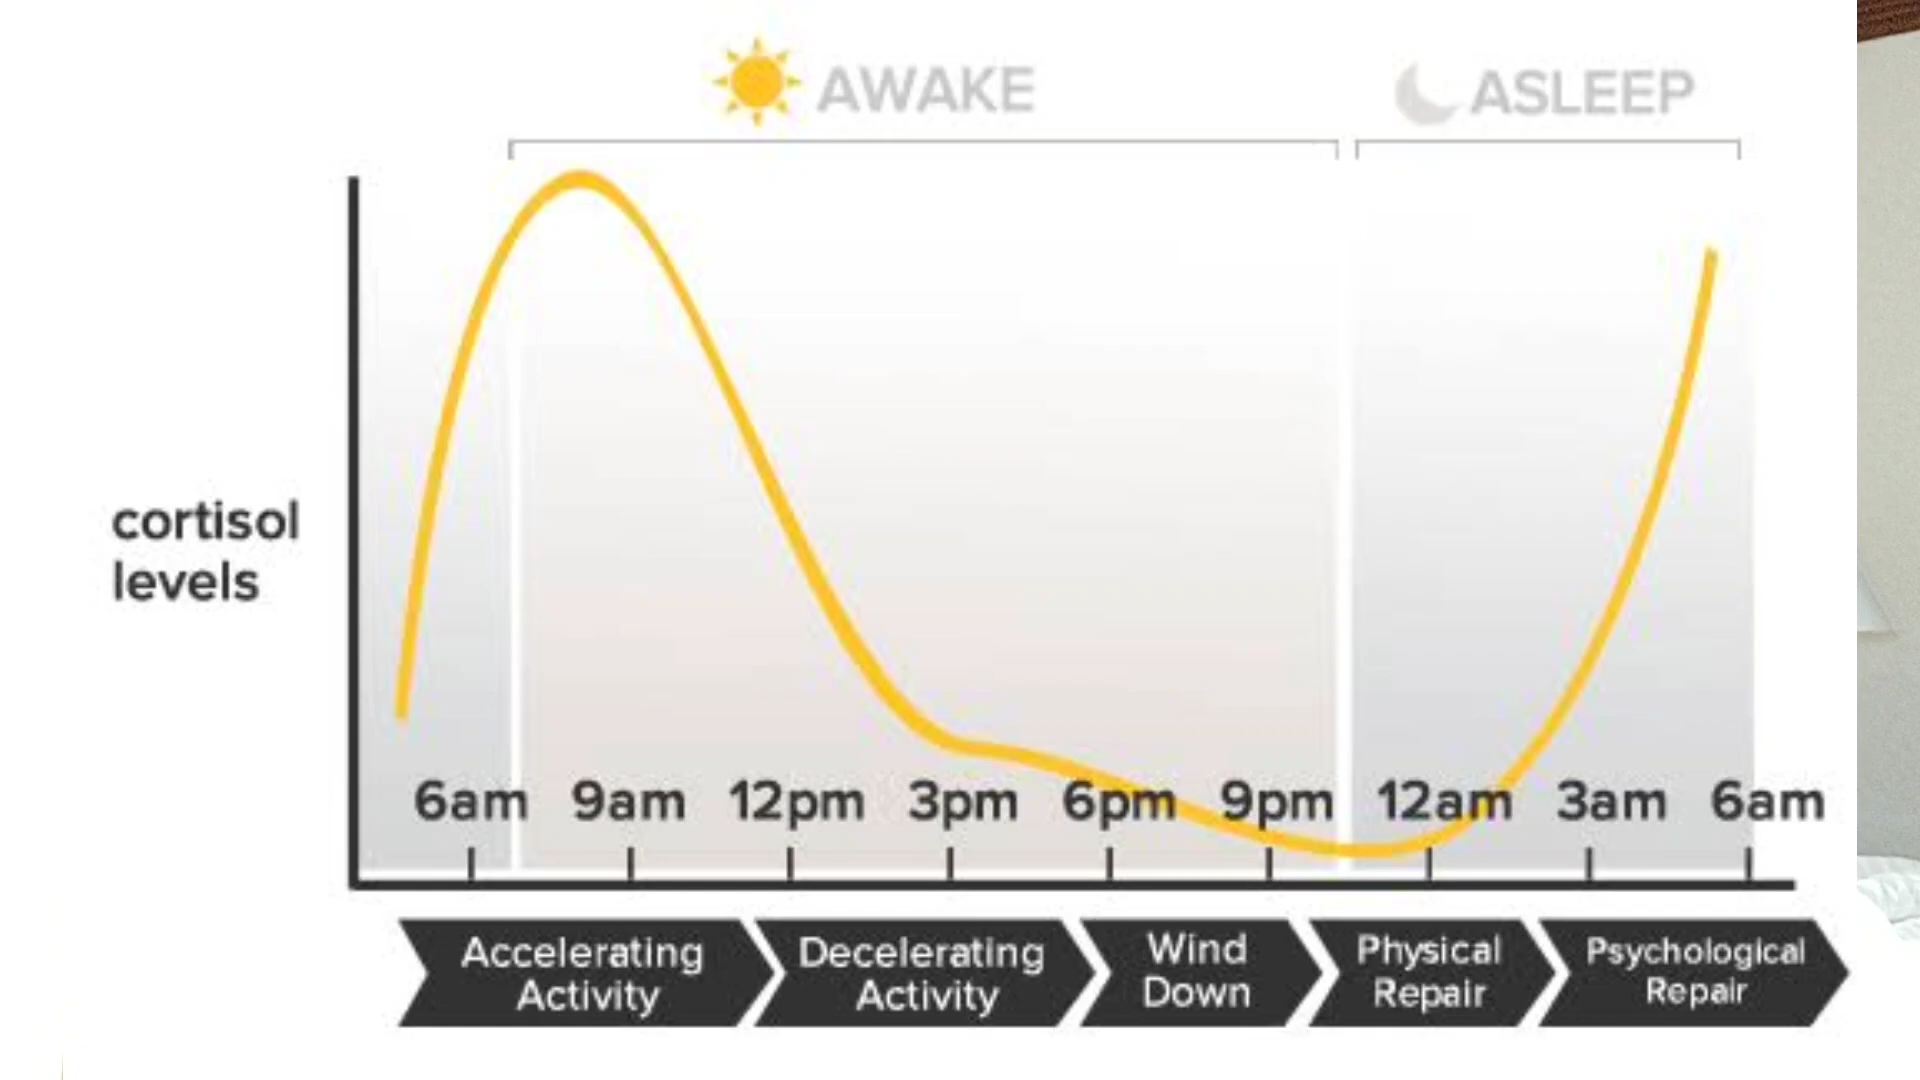 AWAKE
ASLEEP
cortisol
levels
6am 9am 12pm 3pm 6pm 9pm 12am 3am 6am
Accelerating
Activity
Decelerating
Activity
Wind
Down
Physical
Repair
Psychological
Repair